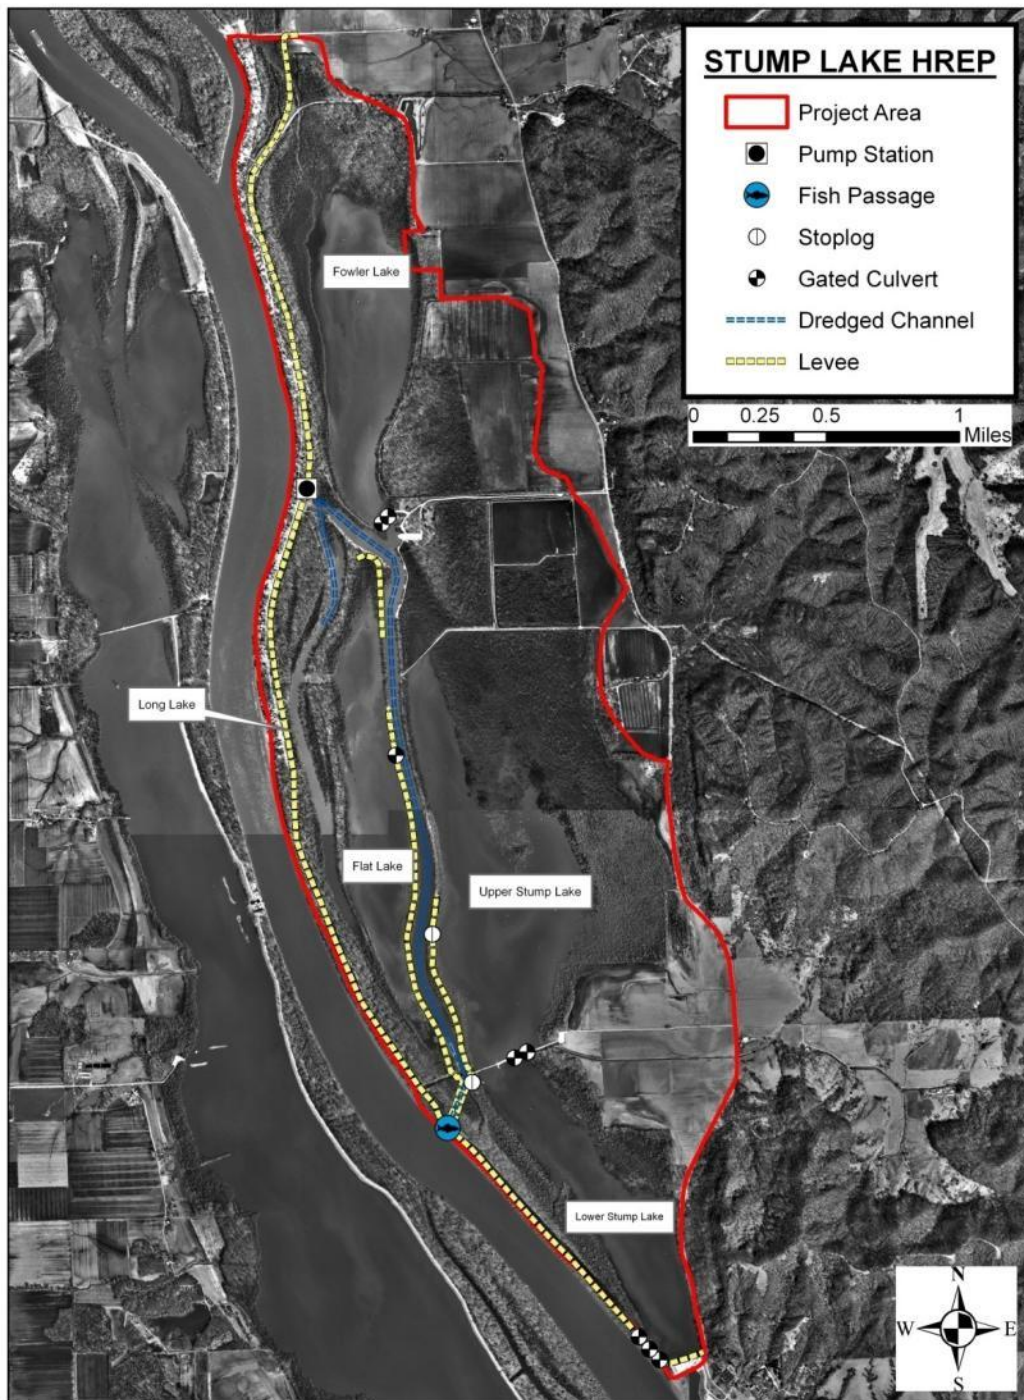 STUMP LAKE HREP
Project Area
Pump Station
Fish Passage
Stoplog
Gated Culvert
Dredged Channel
Levee
0 0.25 0.5 1
Miles
Fowler Lake
Long Lake
Flat Lake
Upper Stump Lake
Lower Stump Lake
N
W E
S